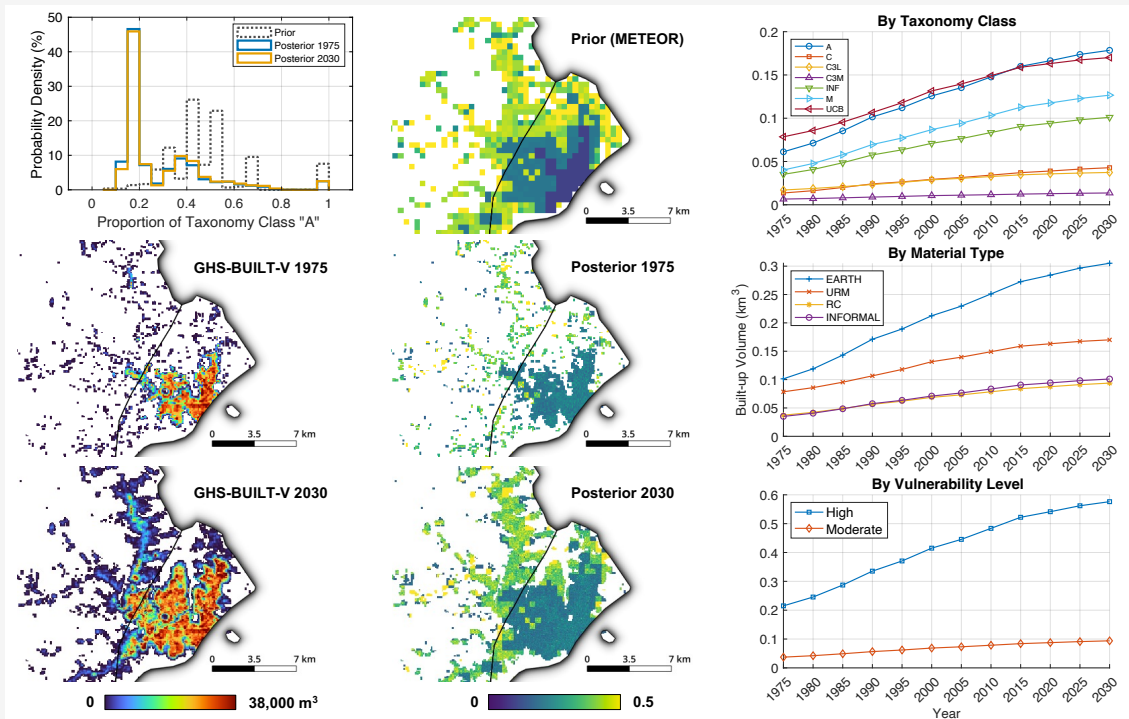 50
40
30
20
10
0
Probability Density (%)
Prior
Posterior 1975
Posterior 2030
0
0.2
0.4
0.6
0.8
1
Proportion of Taxonomy Class "A"
Prior (METEOR)
0 3.5 7 km
By Taxonomy Class
0.2
0.15
0.1
0.05
0
A
C
C3L
C3M
INF
M
UCB
1975 1980 1985 1990 1995 2000 2005 2010 2015 2020 2025 2030
GHS-BUILT-V 1975
0 3.5 7 km
Posterior 1975
0 3.5 7 km
By Material Type
0.3
0.25
0.2
0.15
0.1
0.05
0
Built-up Volume (km³)
EARTH
URM
RC
INFORMAL
1975 1980 1985 1990 1995 2000 2005 2010 2015 2020 2025 2030
GHS-BUILT-V 2030
0 3.5 7 km
0 38,000 m³
Posterior 2030
0 3.5 7 km
0 0.5
By Vulnerability Level
0.6
0.5
0.4
0.3
0.2
0.1
0
High
Moderate
1975 1980 1985 1990 1995 2000 2005 2010 2015 2020 2025 2030
Year